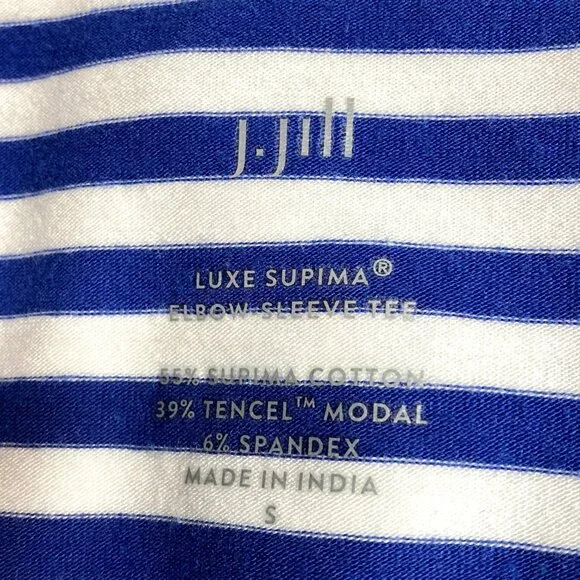 j.jill
LUXE SUPIMA®
ELBOW SLEEVE TEE
55% SUPIMA COTTON
39% TENCEL™ MODAL
6% SPANDEX
MADE IN INDIA
S